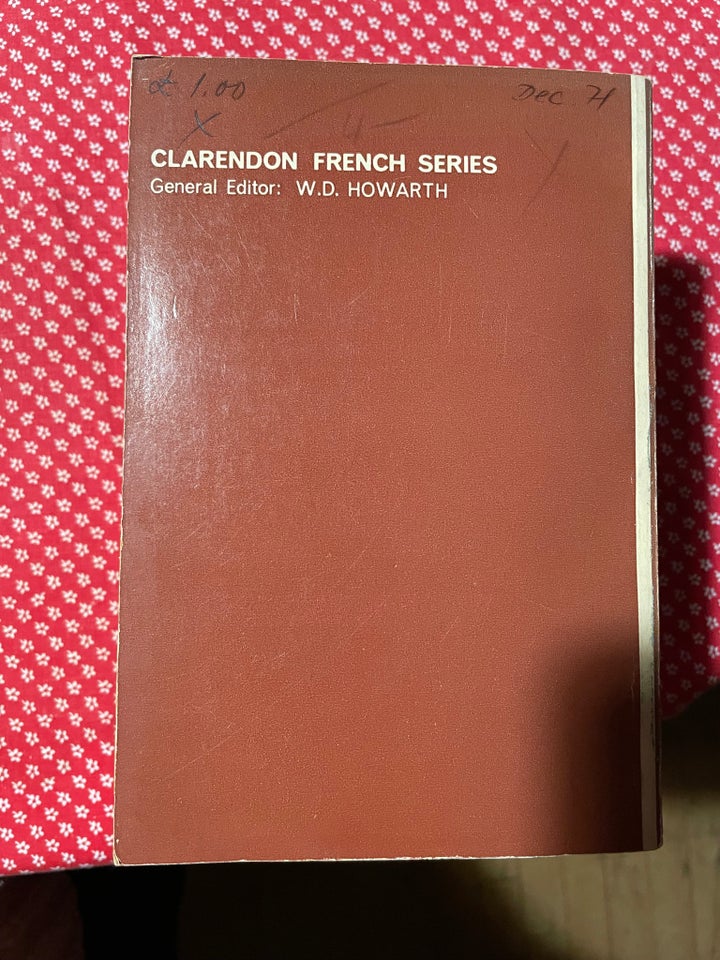 £ 1.00 Dec 71
X
CLARENDON FRENCH SERIES
General Editor: W.D. HOWARTH